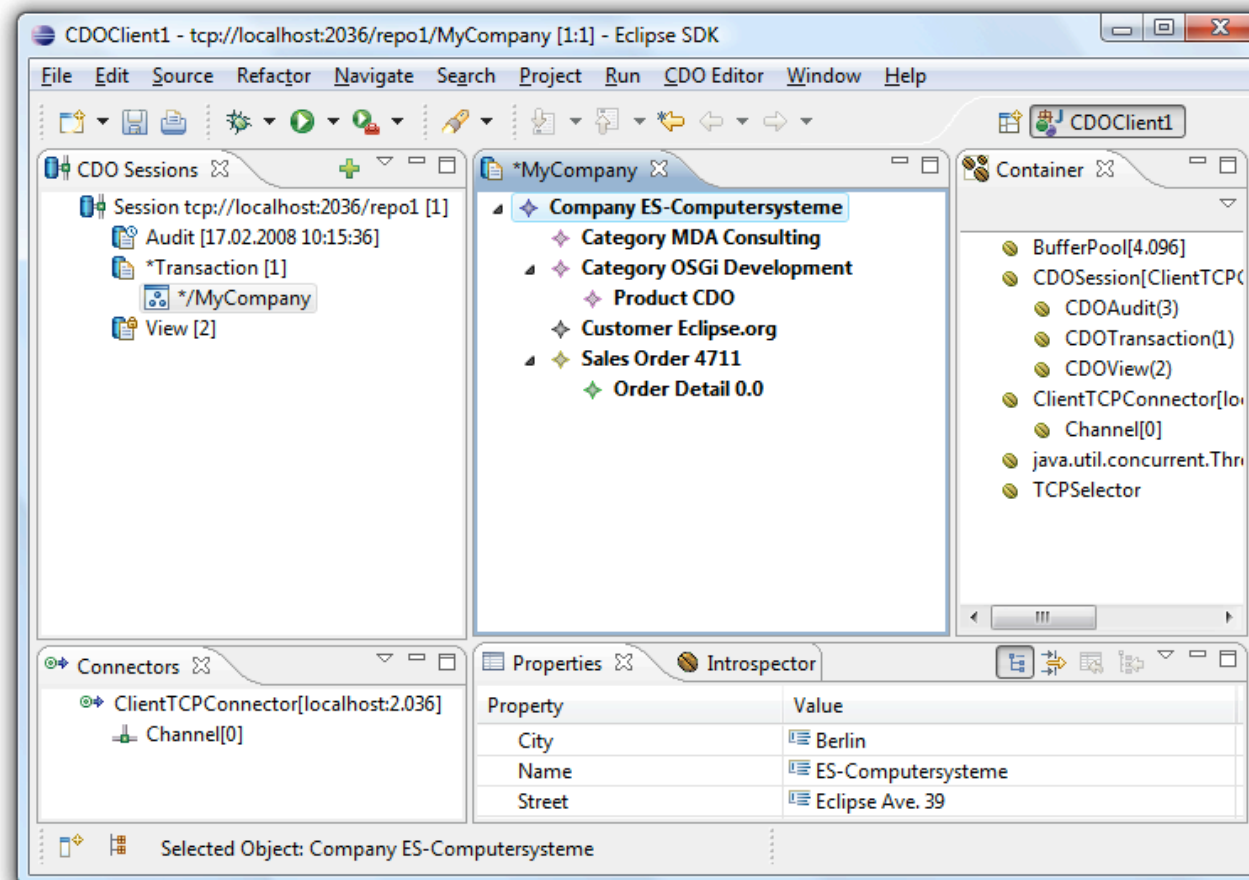 CDOClient1 - tcp://localhost:2036/repo1/MyCompany [1:1] - Eclipse SDK
File Edit Source Refactor Navigate Search Project Run CDO Editor Window Help
CDOClient1
CDO Sessions
Session tcp://localhost:2036/repo1 [1]
Audit [17.02.2008 10:15:36]
*Transaction [1]
*/MyCompany
View [2]
*MyCompany
Company ES-Computersysteme
Category MDA Consulting
Category OSGi Development
Product CDO
Customer Eclipse.org
Sales Order 4711
Order Detail 0.0
Container
BufferPool[4.096]
CDOSession[ClientTCPC
CDOAudit(3)
CDOTransaction(1)
CDOView(2)
ClientTCPConnector[lo
Channel[0]
java.util.concurrent.Thr
TCPSelector
Connectors
ClientTCPConnector[localhost:2.036]
Channel[0]
Properties Introspector
Property Value
City Berlin
Name ES-Computersysteme
Street Eclipse Ave. 39
Selected Object: Company ES-Computersysteme